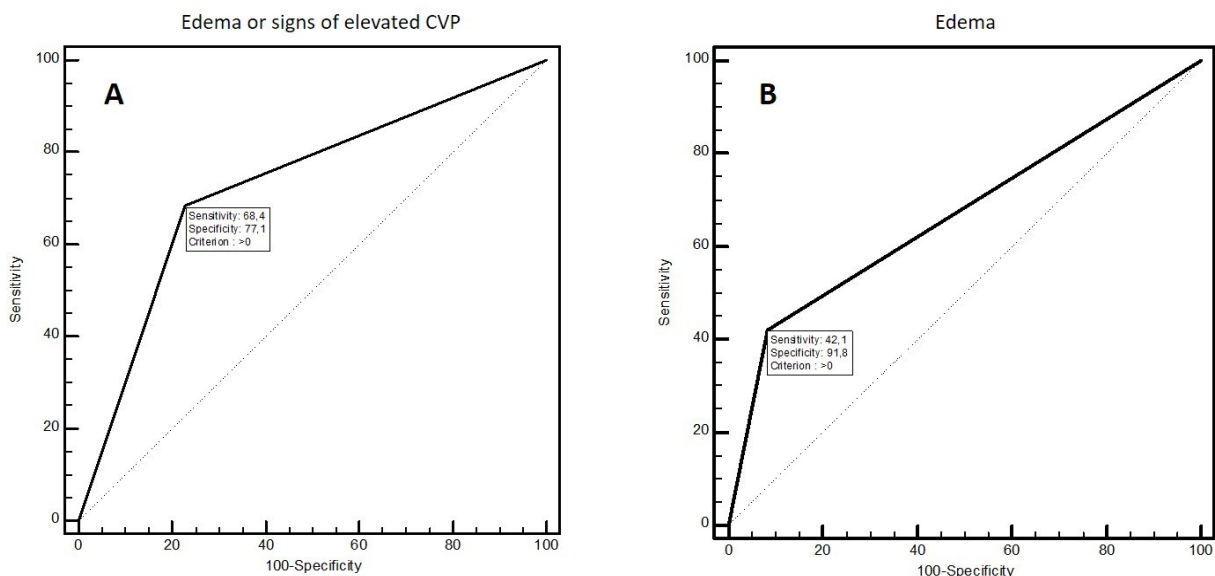 Edema or signs of elevated CVP
A
100
80
60
40
20
0
Sensitivity
Sensitivity: 68,4
Specificity: 77,1
Criterion : >0
0 20 40 60 80 100
100-Specificity
Edema
B
100
80
60
40
20
0
Sensitivity
Sensitivity: 42,1
Specificity: 91,8
Criterion : >0
0 20 40 60 80 100
100-Specificity